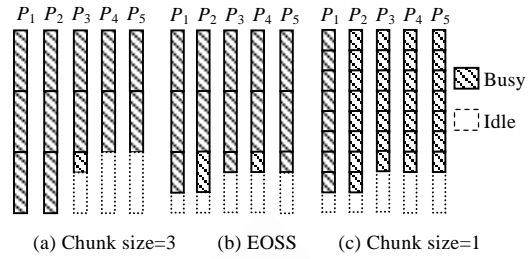 P1 P2 P3 P4 P5 P1 P2 P3 P4 P5 P1 P2 P3 P4 P5
Busy
Idle
(a) Chunk size=3 (b) EOSS (c) Chunk size=1